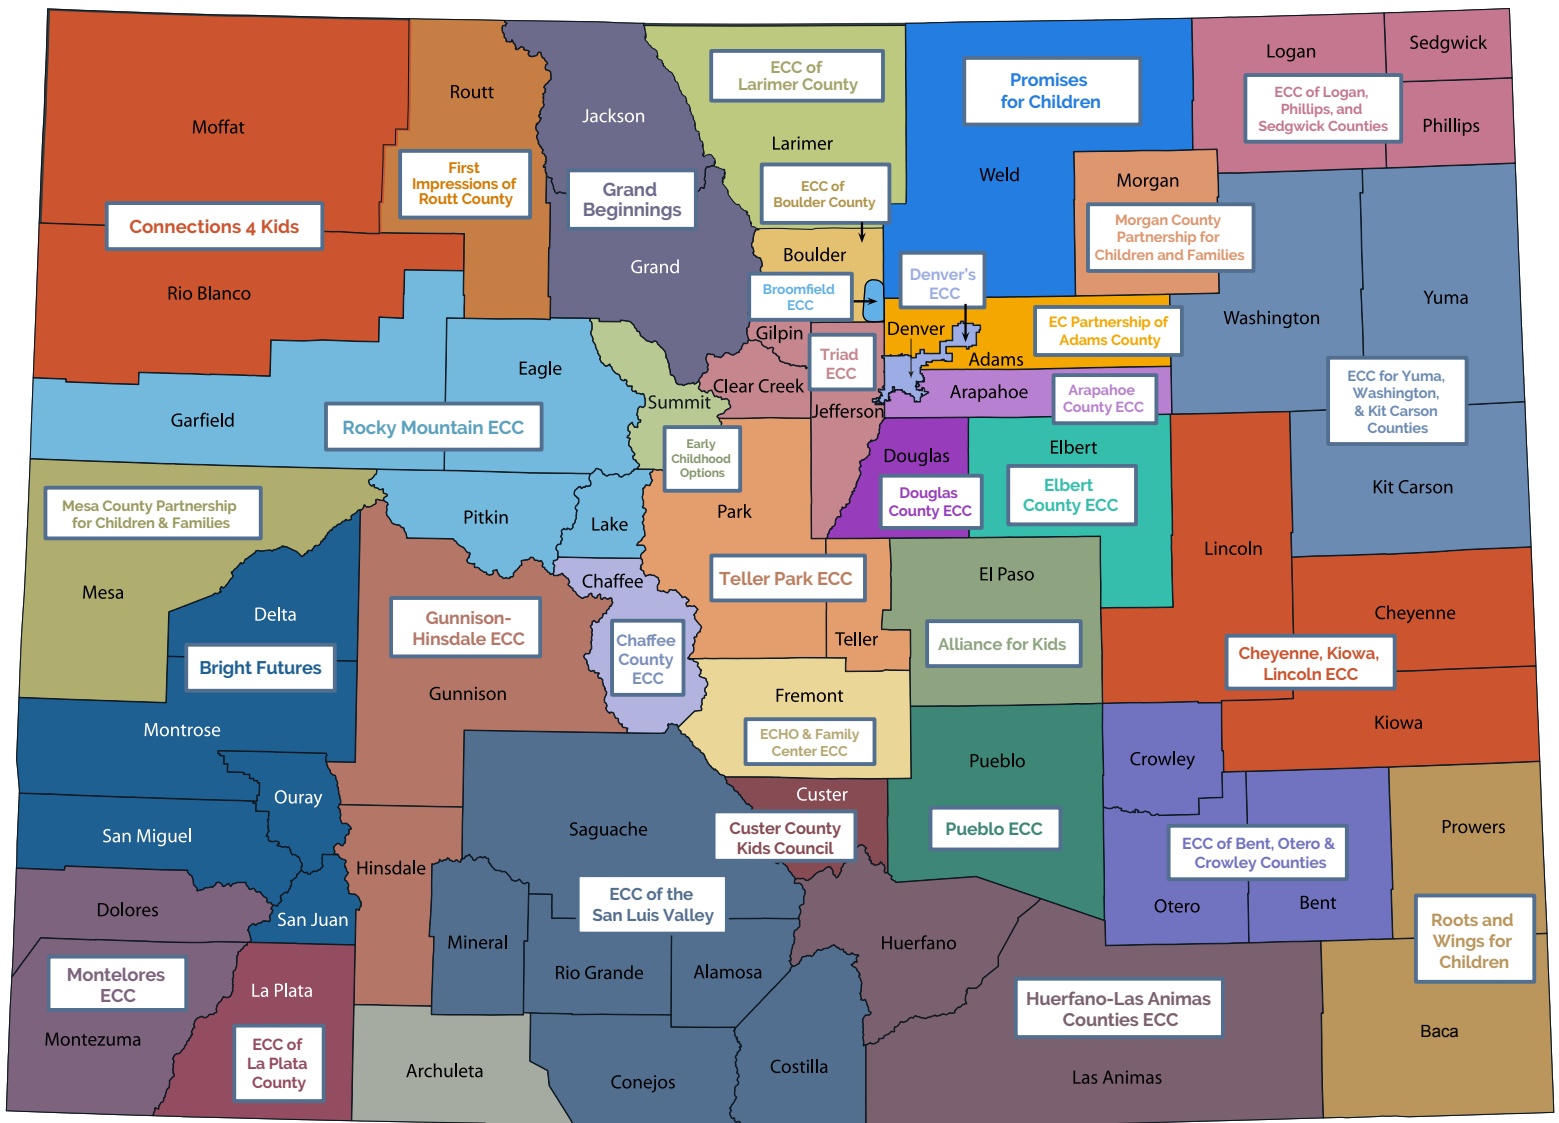 Moffat
Routt
Jackson
ECC of
Larimer County
Larimer
Promises
for Children
Weld
Logan
Sedgwick
ECC of Logan,
Phillips, and
Sedgwick Counties
Phillips
Connections 4 Kids
First
Impressions of
Routt County
Grand
Beginnings
ECC of
Boulder County
Morgan
Morgan County
Partnership for
Children and Families
Rio Blanco
Grand
Boulder
Broomfield
ECC
Denver's
ECC
Washington
Yuma
Gilpin
Triad
ECC
Denver
EC Partnership of
Adams County
Adams
Eagle
Summit
Clear Creek
Jefferson
Arapahoe
Arapahoe
County ECC
ECC for Yuma,
Washington,
& Kit Carson
Counties
Garfield
Rocky Mountain ECC
Early
Childhood
Options
Douglas
Douglas
County ECC
Elbert
Elbert
County ECC
Kit Carson
Mesa County Partnership
for Children & Families
Pitkin
Lake
Park
Lincoln
Mesa
Delta
Bright Futures
Gunnison-
Hinsdale ECC
Gunnison
Chaffee
Chaffee
County
ECC
Teller Park ECC
Teller
El Paso
Alliance for Kids
Cheyenne
Cheyenne, Kiowa,
Lincoln ECC
Kiowa
Montrose
Fremont
ECHO & Family
Center ECC
Ouray
San Miguel
Hinsdale
Saguache
Custer
Custer County
Kids Council
Pueblo
Pueblo ECC
Crowley
ECC of Bent, Otero &
Crowley Counties
Otero
Bent
Prowers
Dolores
San Juan
Mineral
ECC of the
San Luis Valley
Rio Grande
Alamosa
Huerfano
Roots and
Wings for
Children
Montelores
ECC
Montezuma
La Plata
ECC of
La Plata
County
Archuleta
Conejos
Costilla
Huerfano-Las Animas
Counties ECC
Las Animas
Baca